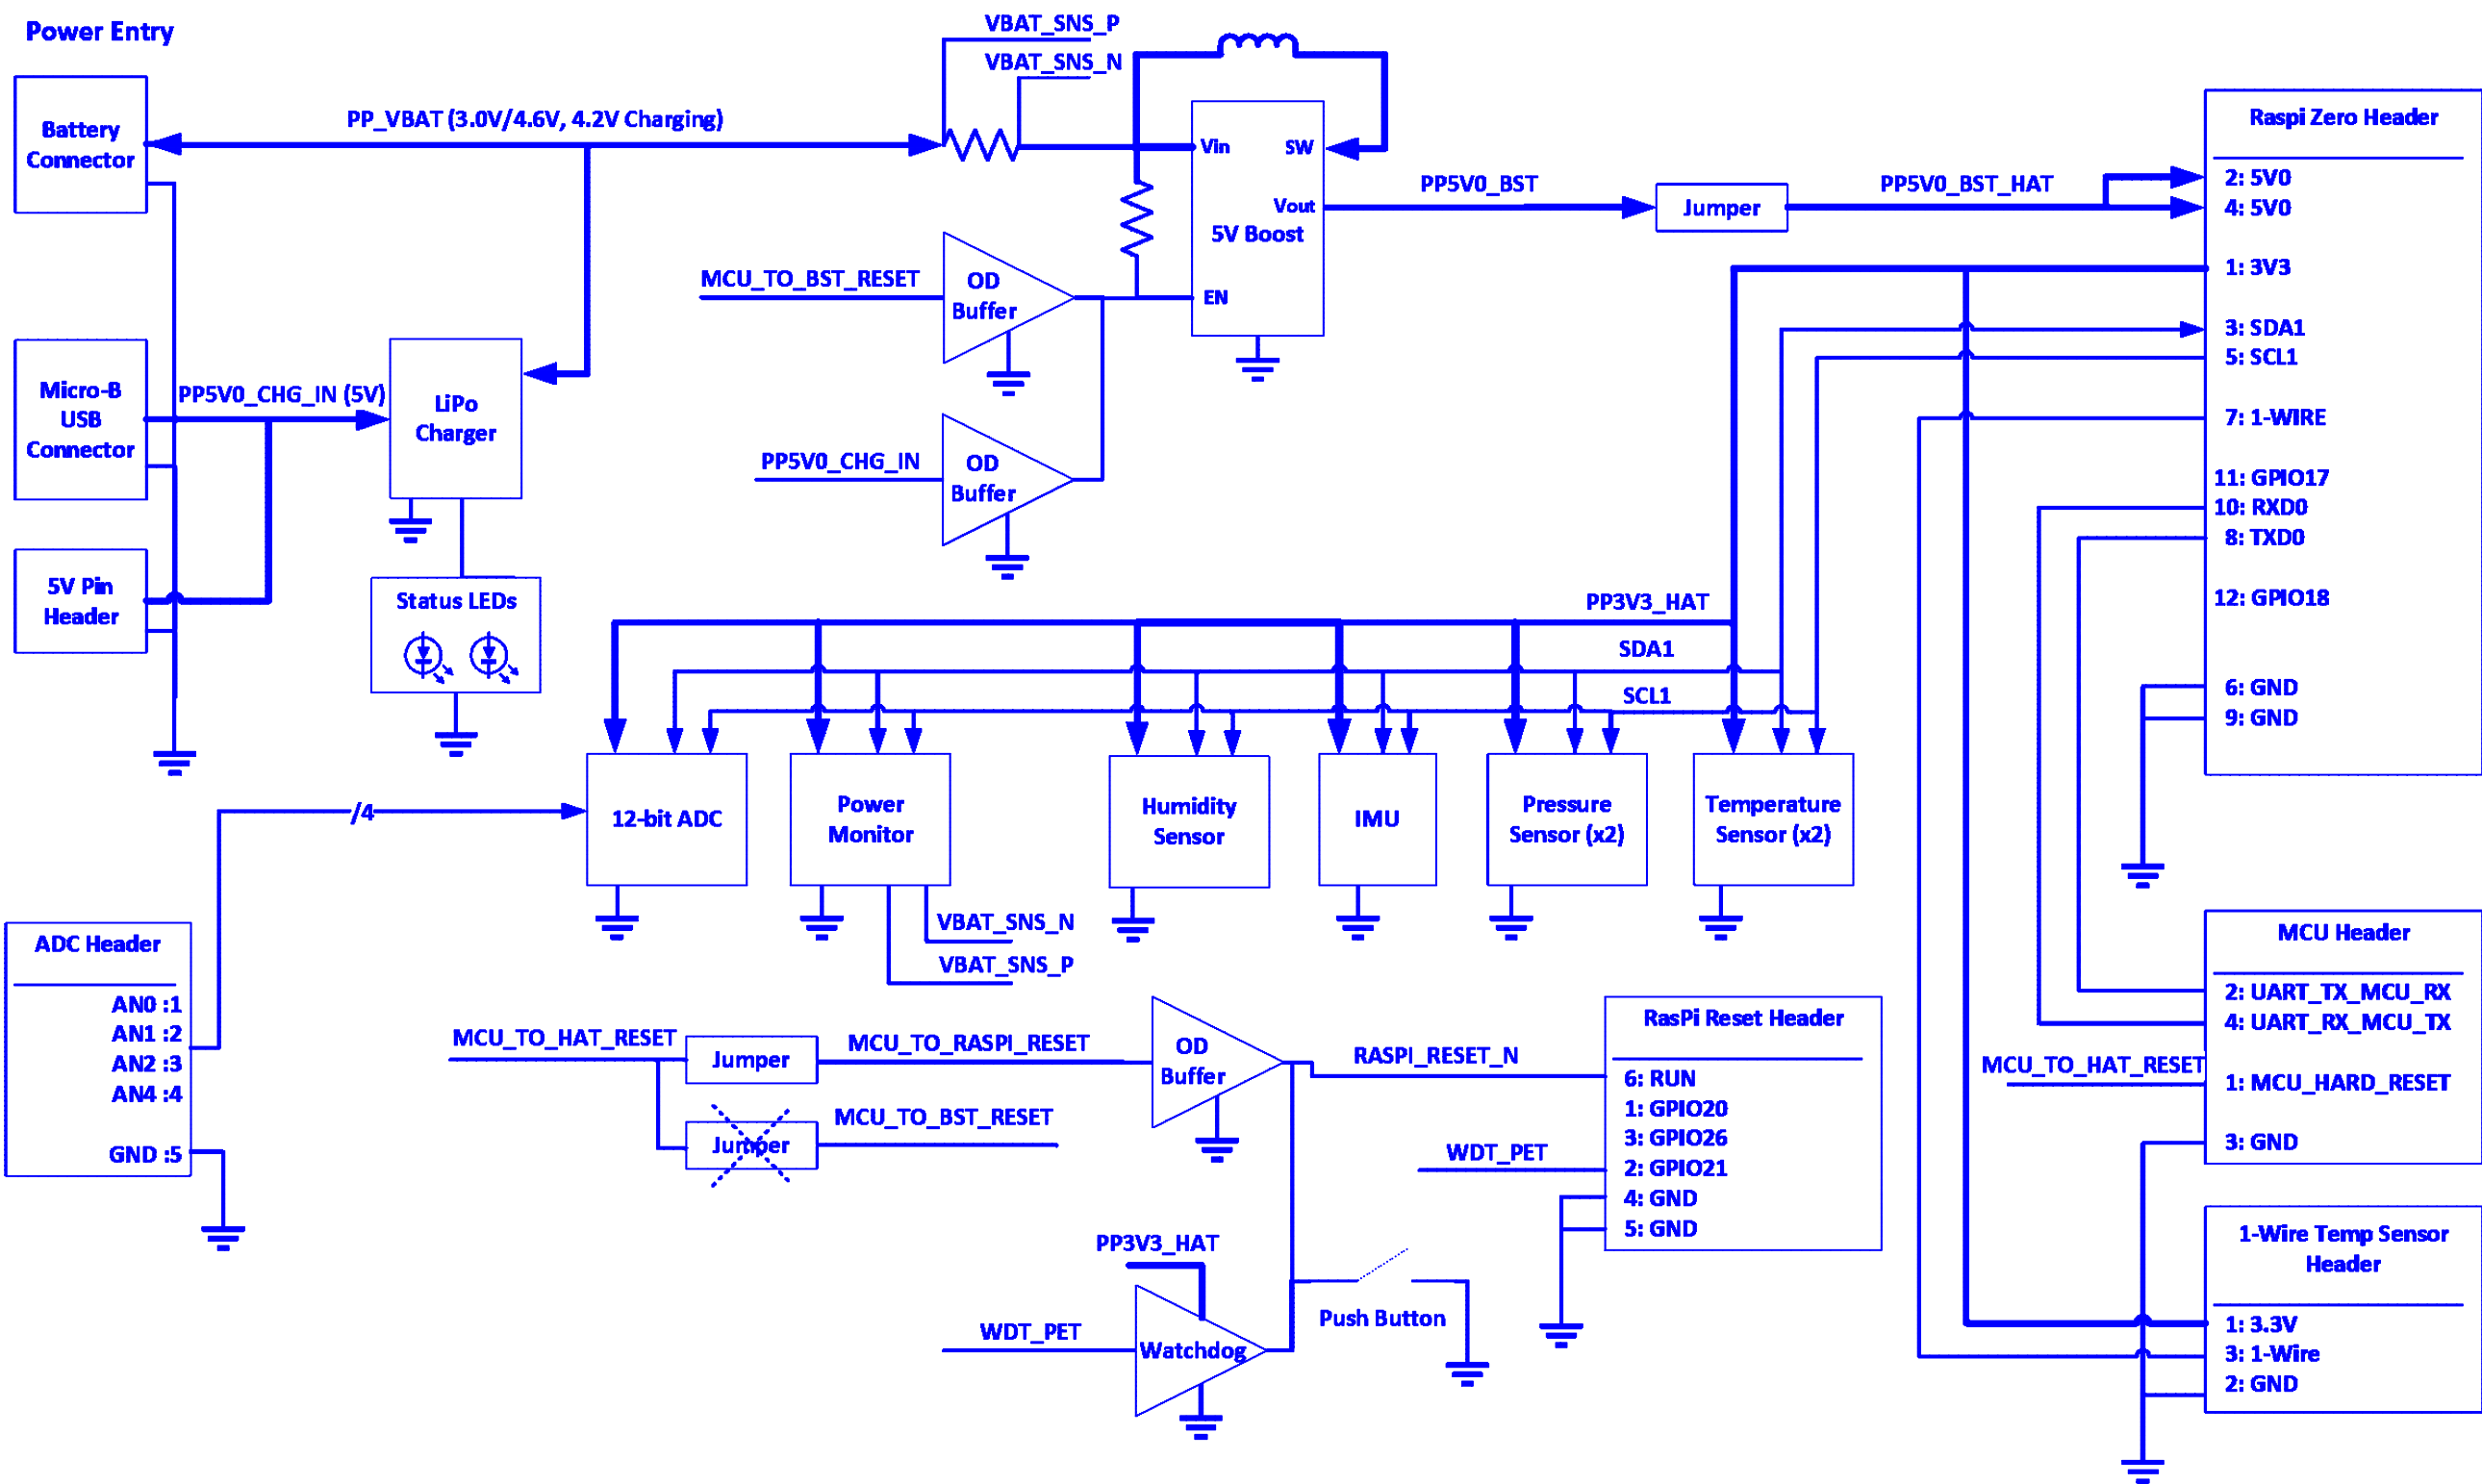 Power Entry
VBAT_SNS_P
VBAT_SNS_N
Battery
Connector
PP_VBAT (3.0V/4.6V, 4.2V Charging)
Vin
SW
Vout
5V Boost
EN
PP5V0_BST
Jumper
PP5V0_BST_HAT
MCU_TO_BST_RESET
OD
Buffer
PP5V0_CHG_IN
OD
Buffer
Micro-B
USB
Connector
PP5V0_CHG_IN (5V)
LiPo
Charger
5V Pin
Header
Status LEDs
Raspi Zero Header
2: 5V0
4: 5V0
1: 3V3
3: SDA1
5: SCL1
7: 1-WIRE
11: GPIO17
10: RXD0
8: TXD0
12: GPIO18
6: GND
9: GND
PP3V3_HAT
SDA1
SCL1
/4
12-bit ADC
Power
Monitor
Humidity
Sensor
IMU
Pressure
Sensor (x2)
Temperature
Sensor (x2)
VBAT_SNS_N
VBAT_SNS_P
ADC Header
AN0 :1
AN1 :2
AN2 :3
AN4 :4
GND :5
MCU_TO_HAT_RESET
Jumper
MCU_TO_RASPI_RESET
Jumper
MCU_TO_BST_RESET
OD
Buffer
RASPI_RESET_N
WDT_PET
RasPi Reset Header
6: RUN
1: GPIO20
3: GPIO26
2: GPIO21
4: GND
5: GND
PP3V3_HAT
WDT_PET
Watchdog
Push Button
MCU Header
2: UART_TX_MCU_RX
4: UART_RX_MCU_TX
MCU_TO_HAT_RESET
1: MCU_HARD_RESET
3: GND
1-Wire Temp Sensor
Header
1: 3.3V
3: 1-Wire
2: GND